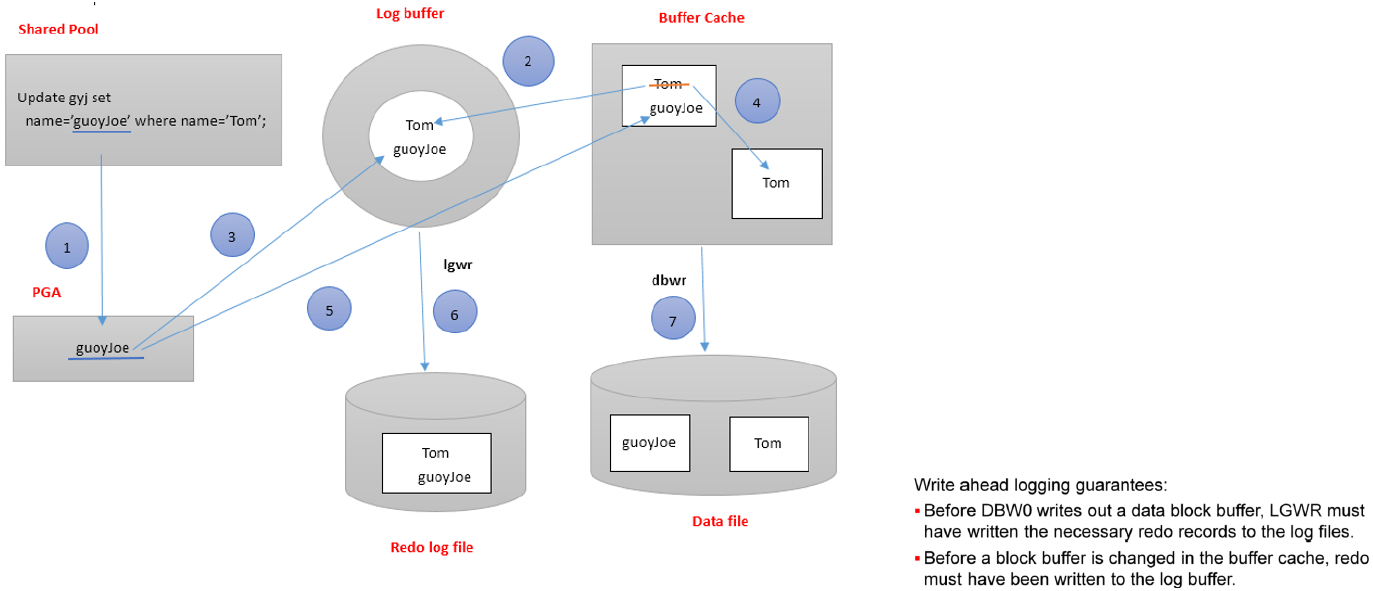 Shared Pool
Log buffer
Buffer Cache
Update gyj set
name='guoyJoe' where name='Tom';
2
Tom
guoyJoe
4
Tom
guoyJoe
Tom
1
3
PGA
guoyJoe
lgwr
5
6
dbwr
7
Tom
guoyJoe
guoyJoe
Tom
Redo log file
Data file
Write ahead logging guarantees:
▪ Before DBW0 writes out a data block buffer, LGWR must
have written the necessary redo records to the log files.
▪ Before a block buffer is changed in the buffer cache, redo
must have been written to the log buffer.